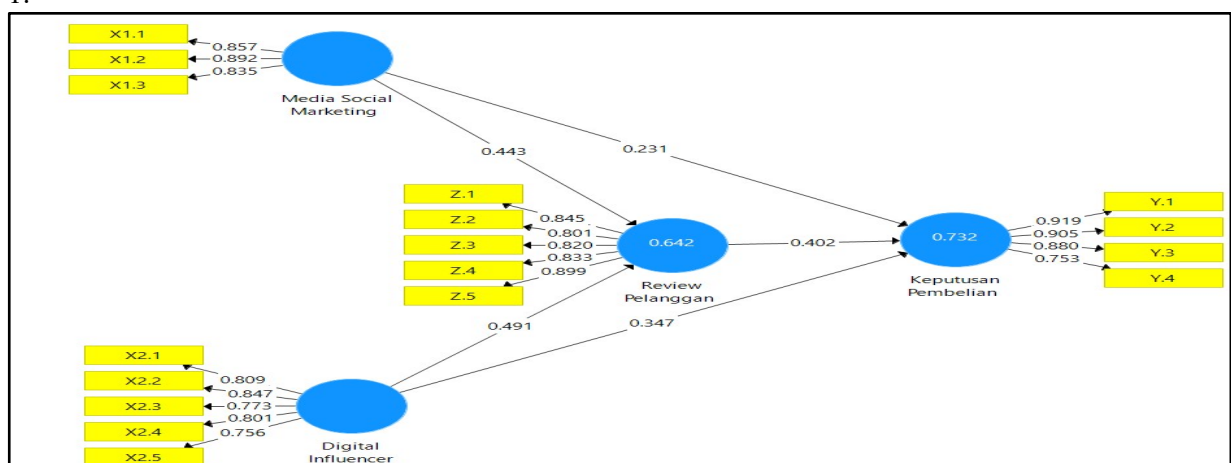 X1.1
0.857
X1.2
0.892
X1.3
0.835
Media Social
Marketing
0.443
0.231
Z.1
0.845
Z.2
0.801
Z.3
0.820
Z.4
0.833
Z.5
0.899
0.642
Review
Pelanggan
0.402
0.732
Keputusan
Pembelian
0.919
Y.1
0.905
Y.2
0.880
Y.3
0.753
Y.4
0.491
0.347
X2.1
0.809
X2.2
0.847
X2.3
0.773
X2.4
0.801
X2.5
0.756
Digital
Influencer